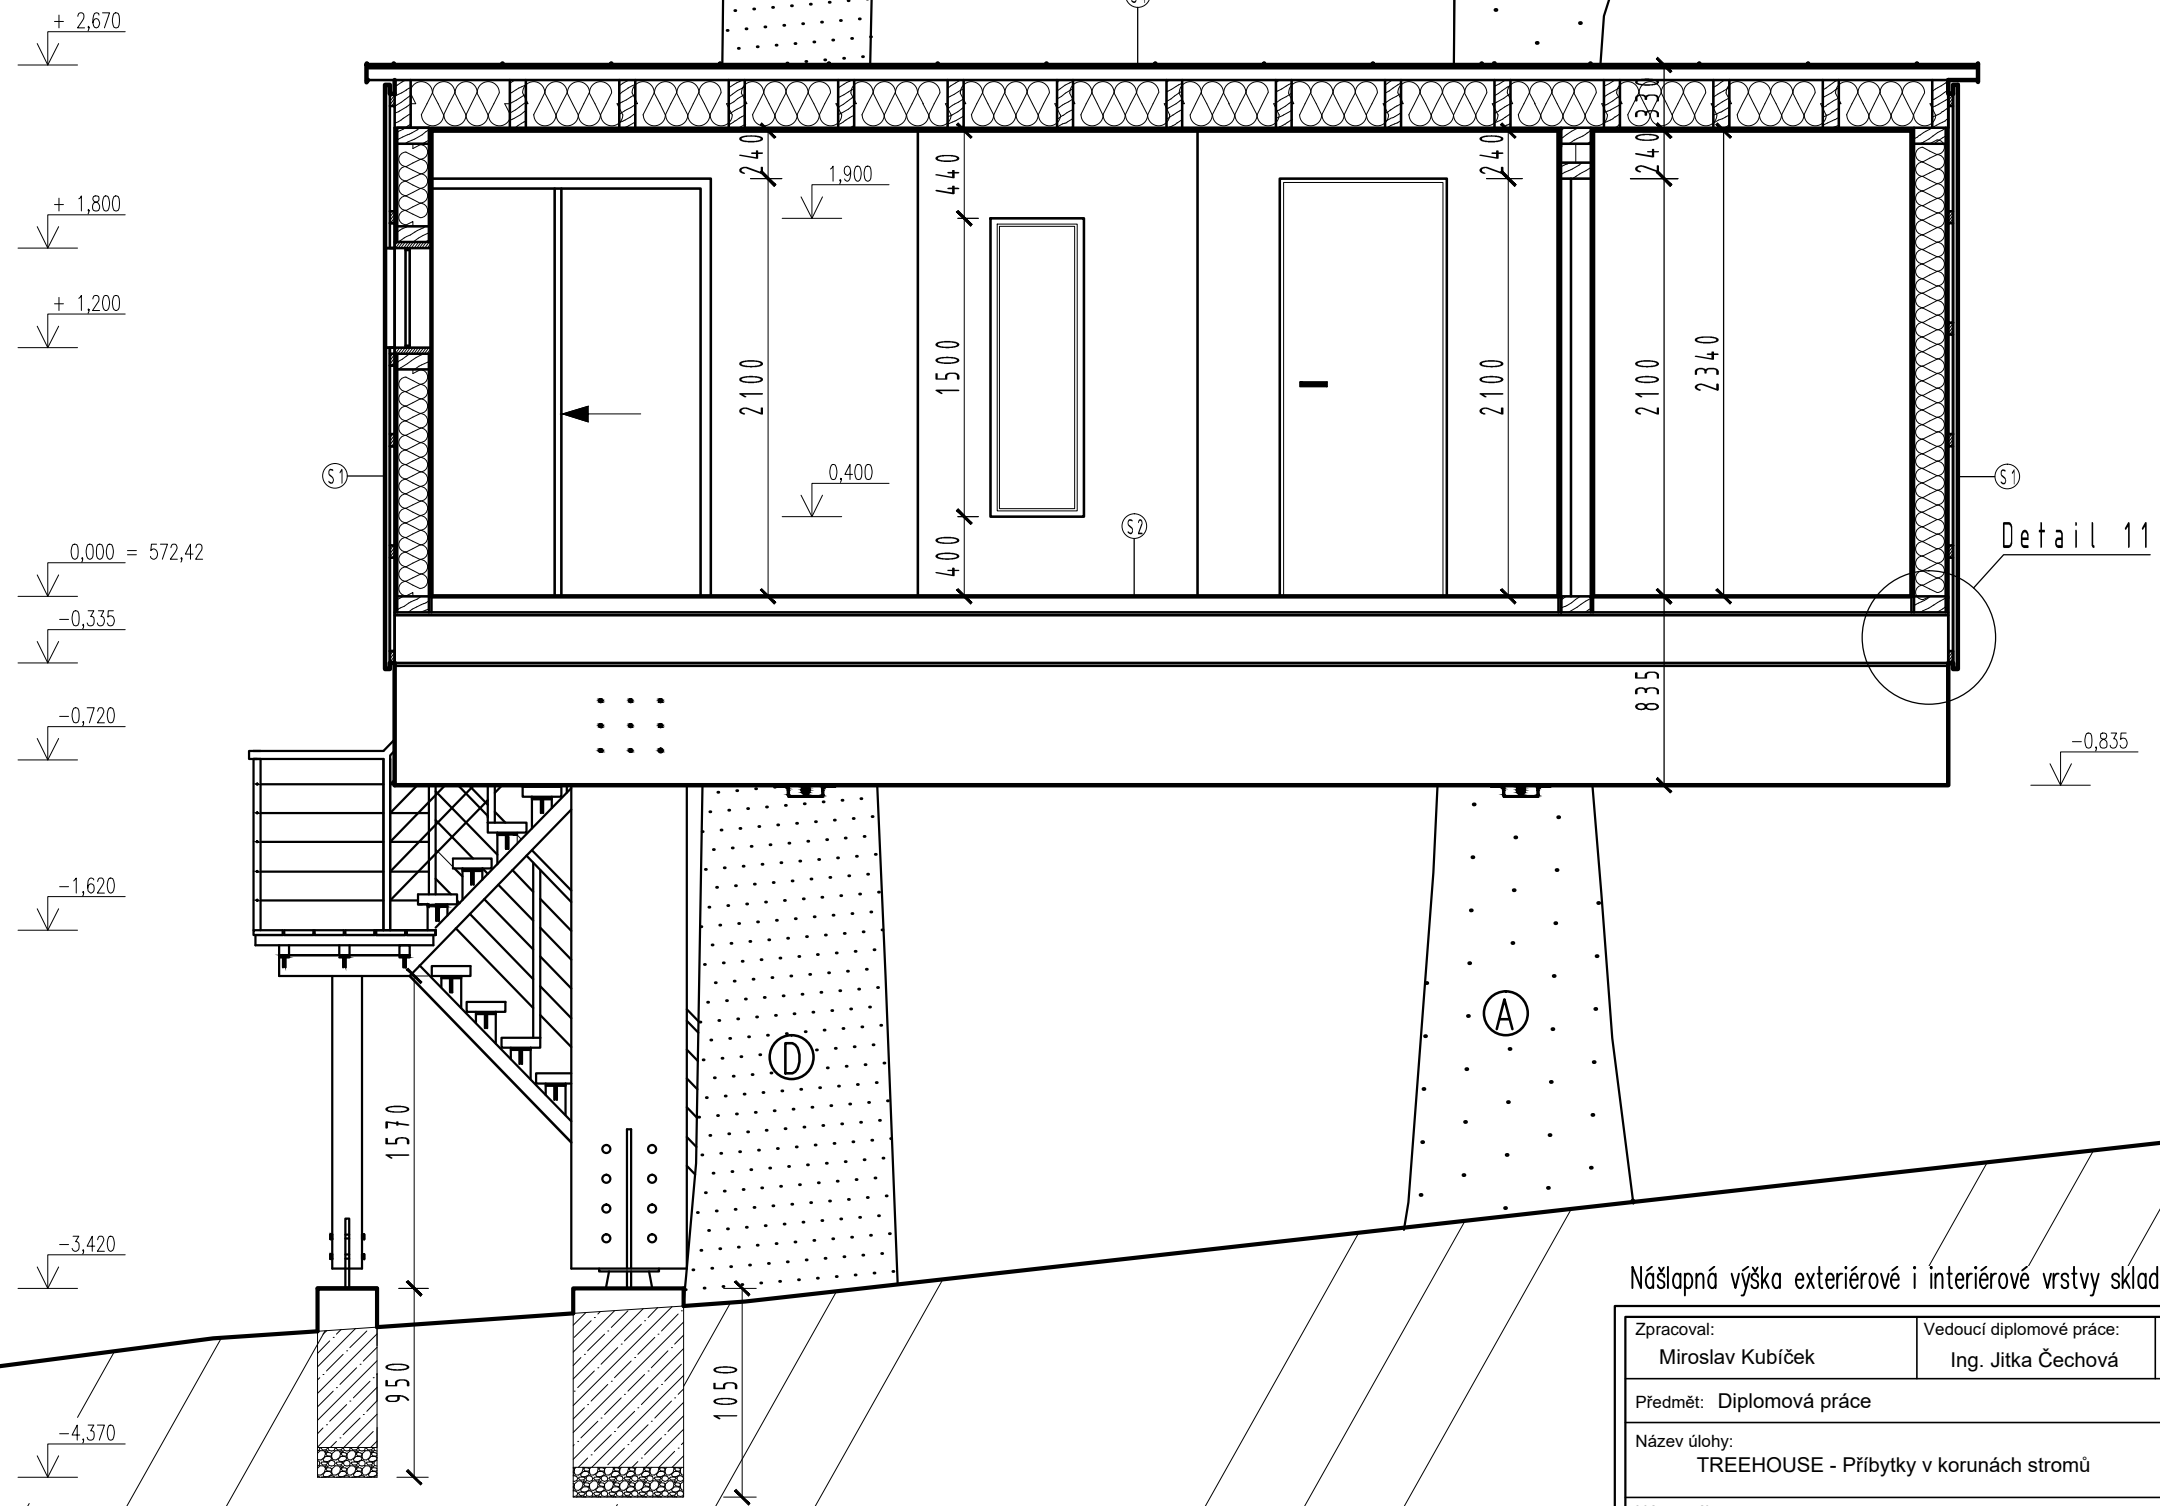 + 2,670
330
240
240
240
440
1,900
+ 1,800
+ 1,200
2100
1500
2100
2100
2340
S1
0,400
S1
S2
Detail 11
400
0,000 = 572,42
-0,335
835
-0,720
-0,835
-1,620
A
D
1570
-3,420
Nášlapná výška exteriérové i interiérové vrstvy
Zpracoval:
Vedoucí diplomové práce:
Miroslav Kubíček
Ing. Jitka Čechová
950
1050
Předmět: Diplomová práce
-4,370
Název úlohy:
TREEHOUSE - Příbytky v korunách stromů